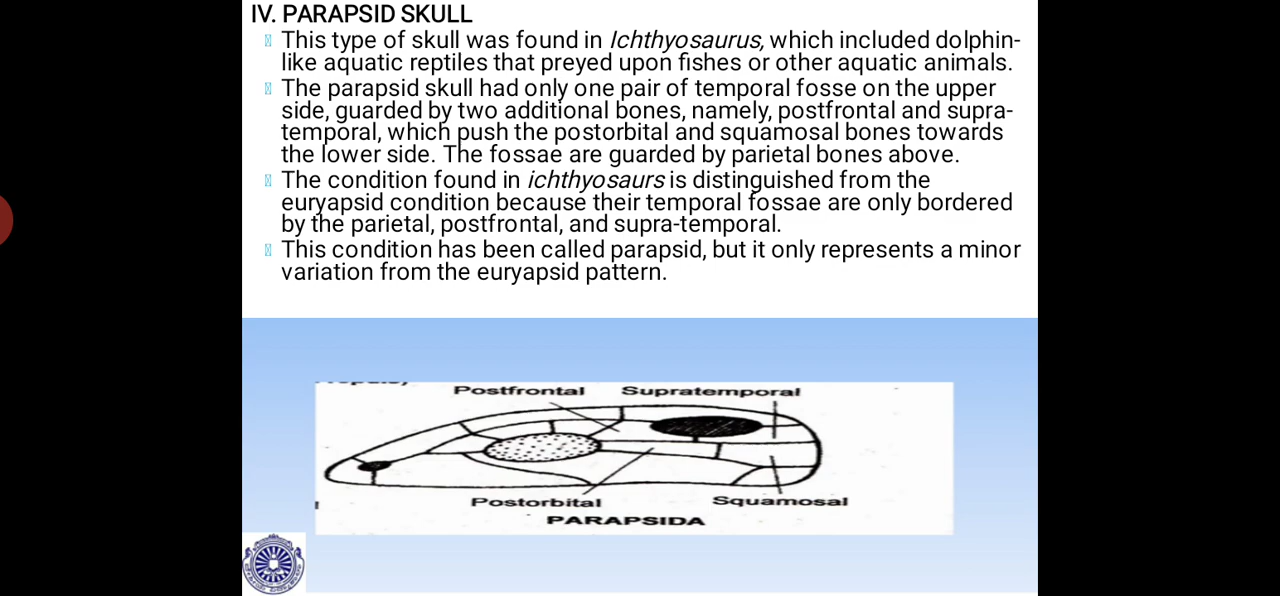 IV. PARAPSID SKULL
This type of skull was found in Ichthyosaurus, which included dolphin-
like aquatic reptiles that preyed upon fishes or other aquatic animals.
The parapsid skull had only one pair of temporal fosse on the upper
side, guarded by two additional bones, namely, postfrontal and supra-
temporal, which push the postorbital and squamosal bones towards
the lower side. The fossae are guarded by parietal bones above.
The condition found in ichthyosaurs is distinguished from the
euryapsid condition because their temporal fossae are only bordered
by the parietal, postfrontal, and supra-temporal.
This condition has been called parapsid, but it only represents a minor
variation from the euryapsid pattern.
Postfrontal Supratemporal
Postorbital Squamosal
PARAPSIDA